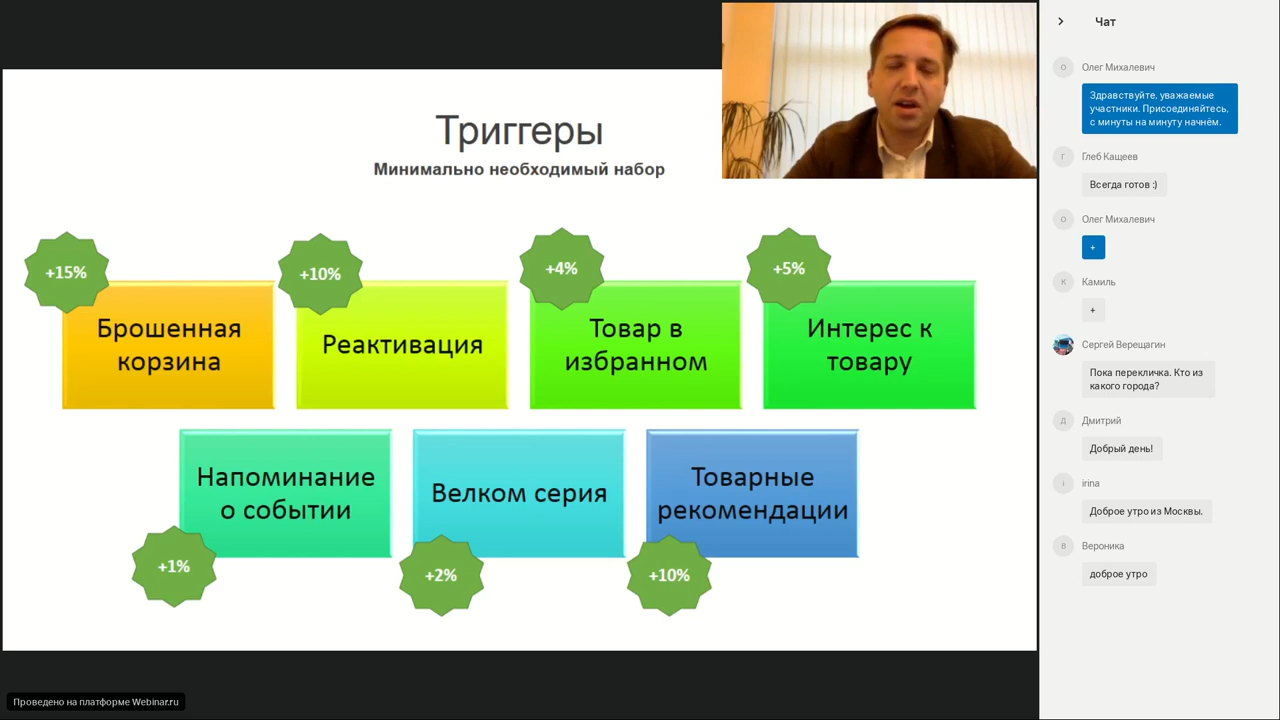 Триггеры
Минимально необходимый набор
+15%
+10%
+4%
+5%
Брошенная
корзина
Реактивация
Товар в
избранном
Интерес к
товару
Напоминание
о событии
Велком серия
Товарные
рекомендации
+1%
+2%
+10%
Проведено на платформе Webinar.ru
Чат
О
Олег Михалевич
Здравствуйте, уважаемые
участники. Присоединяйтесь,
с минуты на минуту начнём.
Г
Глеб Кащеев
Всегда готов :)
О
Олег Михалевич
+
К
Камиль
+
Сергей Верещагин
Пока перекличка. Кто из
какого города?
Д
Дмитрий
Добрый день!
i
irina
Доброе утро из Москвы.
В
Вероника
доброе утро